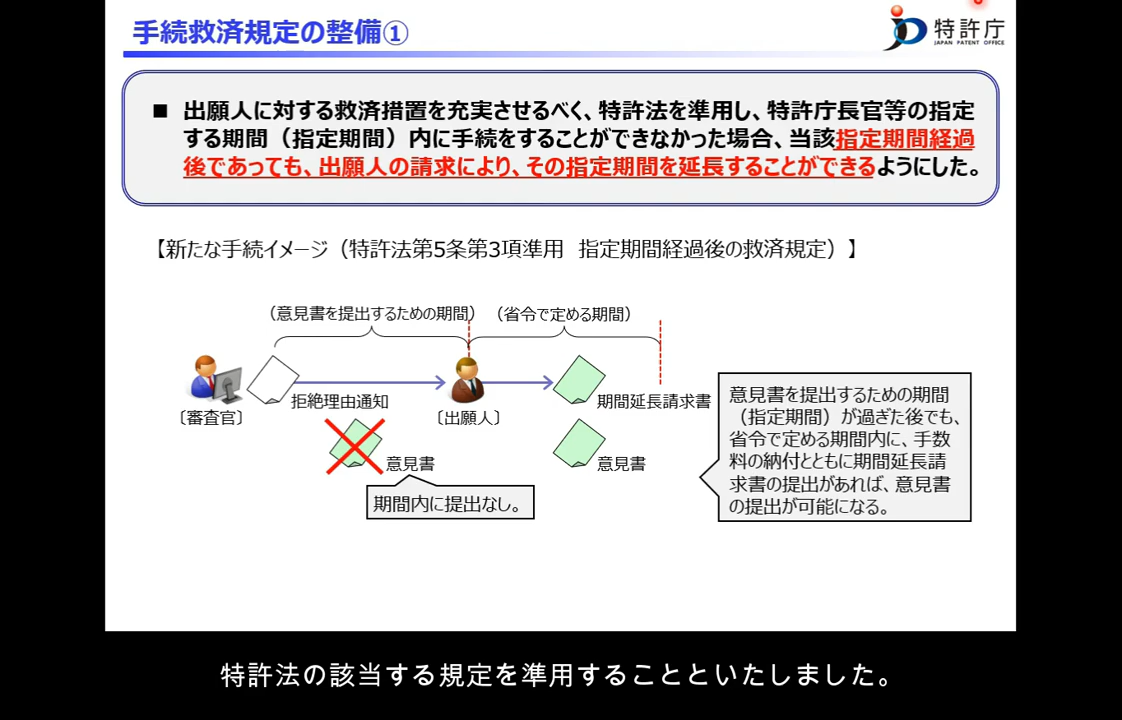 手続救済規定の整備①
特許庁
JAPAN PATENT OFFICE
■ 出願人に対する救済措置を充実させるべく、特許法を準用し、特許庁長官等の指定
する期間（指定期間）内に手続をすることができなかった場合、当該指定期間経過
後であっても、出願人の請求により、その指定期間を延長することができるようにした。
【新たな手続イメージ（特許法第5条第3項準用　指定期間経過後の救済規定）】
（意見書を提出するための期間）
（省令で定める期間）
〔審査官〕
拒絶理由通知
〔出願人〕
期間延長請求書
意見書
意見書
期間内に提出なし。
意見書を提出するための期間
（指定期間）が過ぎた後でも、
省令で定める期間内に、手数
料の納付とともに期間延長請
求書の提出があれば、意見書
の提出が可能になる。
特許法の該当する規定を準用することといたしました。